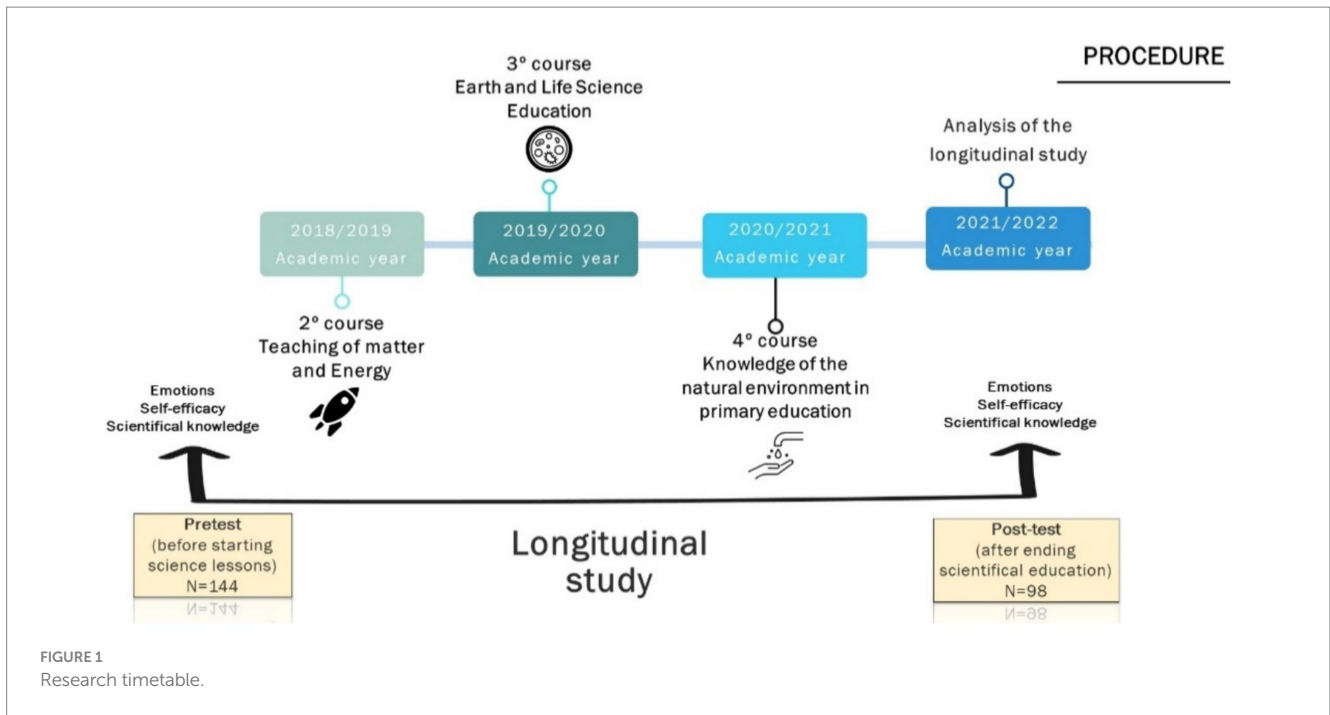 PROCEDURE
3º course
Earth and Life Science
Education
Analysis of the
longitudinal study
2018/2019
Academic year
2019/2020
Academic year
2020/2021
Academic year
2021/2022
Academic year
2º course
Teaching of matter
and Energy
4º course
Knowledge of the
natural environment in
primary education
Emotions
Self-efficacy
Scientifical knowledge
Emotions
Self-efficacy
Scientifical knowledge
Pretest
(before starting
science lessons)
N=144
Longitudinal
study
Post-test
(after ending
scientifical education)
N=98
FIGURE 1
Research timetable.